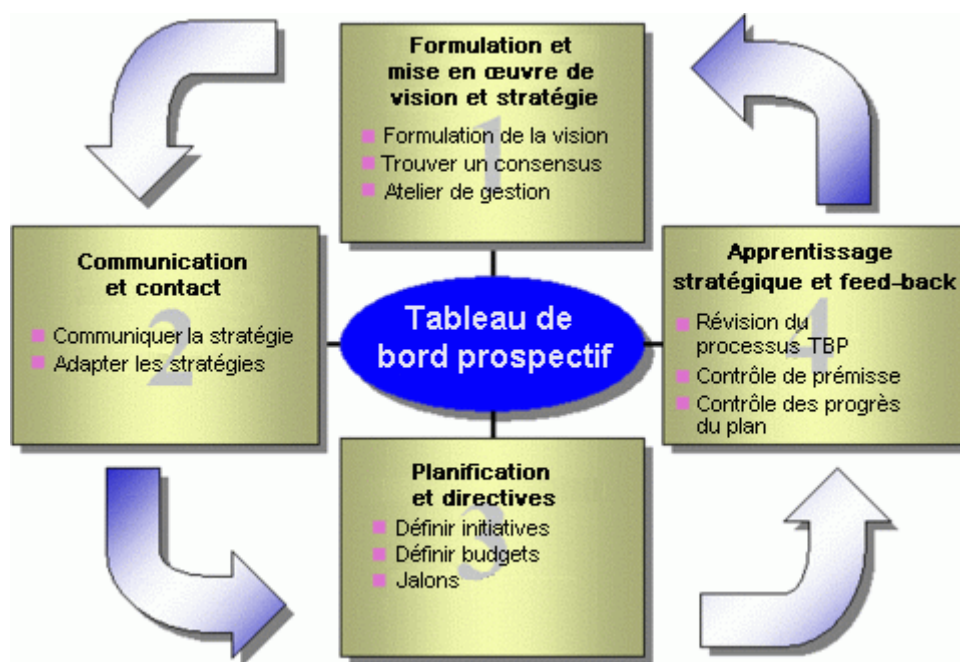 Formulation et
mise en œuvre de
vision et stratégie
1
Formulation de la vision
Trouver un consensus
Atelier de gestion
Communication
et contact
2
Communiquer la stratégie
Adapter les stratégies
Tableau de
bord prospectif
Planification
et directives
3
Définir initiatives
Définir budgets
Jalons
Apprentissage
stratégique et feed-back
4
Révision du
processus TBP
Contrôle de prémisse
Contrôle des progrès
du plan